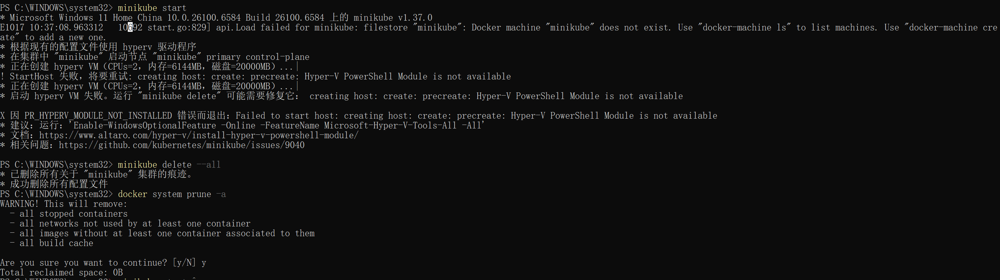 PS C:\WINDOWS\system32> minikube start
* Microsoft Windows 11 Home China 10.0.26100.6584 Build 26100.6584 上的 minikube v1.37.0
E1017 10:37:08.963312   10692 start.go:829] api.Load failed for minikube: filestore "minikube": Docker machine "minikube" does not exist. Use "docker-machine ls" to list machines. Use "docker-machine cre
ate" to add a new one.
* 根据现有的配置文件使用 hyperv 驱动程序
* 在集群中 "minikube" 启动节点 "minikube" primary control-plane
* 正在创建 hyperv VM（CPUs=2，内存=6144MB，磁盘=20000MB）...|
! StartHost 失败，将要重试: creating host: create: precreate: Hyper-V PowerShell Module is not available
* 正在创建 hyperv VM（CPUs=2，内存=6144MB，磁盘=20000MB）...|
* 启动 hyperv VM 失败。运行 "minikube delete" 可能需要修复它： creating host: create: precreate: Hyper-V PowerShell Module is not available
X 因 PR_HYPERV_MODULE_NOT_INSTALLED 错误而退出：Failed to start host: creating host: create: precreate: Hyper-V PowerShell Module is not available
* 建议：运行：'Enable-WindowsOptionalFeature -Online -FeatureName Microsoft-Hyper-V-Tools-All -All'
* 文档：https://www.altaro.com/hyper-v/install-hyper-v-powershell-module/
* 相关问题：https://github.com/kubernetes/minikube/issues/9040
PS C:\WINDOWS\system32> minikube delete --all
* 已删除所有关于 "minikube" 集群的痕迹。
* 成功删除所有配置文件
PS C:\WINDOWS\system32> docker system prune -a
WARNING! This will remove:
  - all stopped containers
  - all networks not used by at least one container
  - all images without at least one container associated to them
  - all build cache
Are you sure you want to continue? [y/N] y
Total reclaimed space: 0B